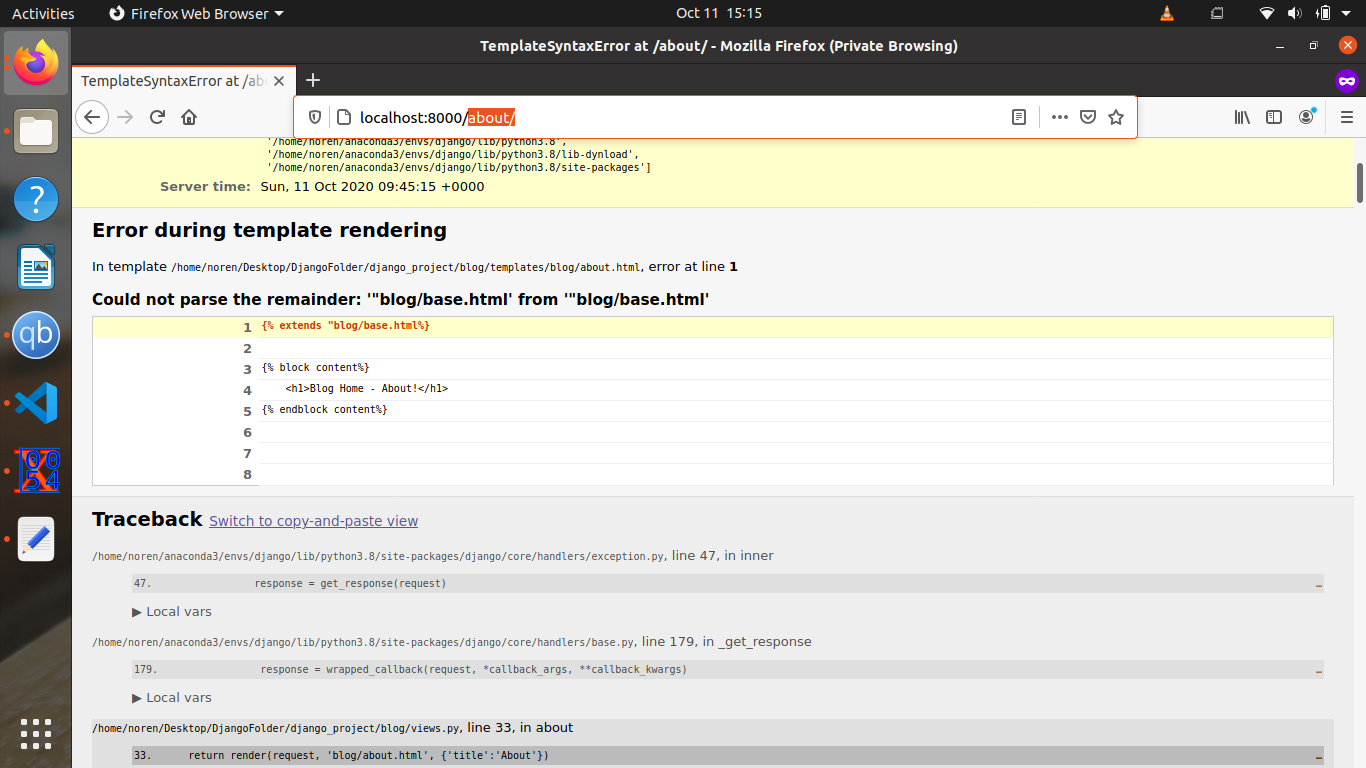 Activities Firefox Web Browser Oct 11 15:15
TemplateSyntaxError at /about/ - Mozilla Firefox (Private Browsing)
TemplateSyntaxError at /ab
localhost:8000/about/
'/home/noren/anaconda3/envs/django/lib/python3.8',
'/home/noren/anaconda3/envs/django/lib/python3.8/lib-dynload',
'/home/noren/anaconda3/envs/django/lib/python3.8/site-packages']
Server time: Sun, 11 Oct 2020 09:45:15 +0000
Error during template rendering
In template /home/noren/Desktop/DjangoFolder/django_project/blog/templates/blog/about.html, error at line 1
Could not parse the remainder: '"blog/base.html' from '"blog/base.html'
1 {% extends "blog/base.html%}
2
3 {% block content%}
4 <h1>Blog Home - About!</h1>
5 {% endblock content%}
6
7
8
Traceback Switch to copy-and-paste view
/home/noren/anaconda3/envs/django/lib/python3.8/site-packages/django/core/handlers/exception.py, line 47, in inner
47. response = get_response(request) …
▶ Local vars
/home/noren/anaconda3/envs/django/lib/python3.8/site-packages/django/core/handlers/base.py, line 179, in _get_response
179. response = wrapped_callback(request, *callback_args, **callback_kwargs) …
▶ Local vars
/home/noren/Desktop/DjangoFolder/django_project/blog/views.py, line 33, in about
33. return render(request, 'blog/about.html', {'title':'About'}) …
?
qb
00
54